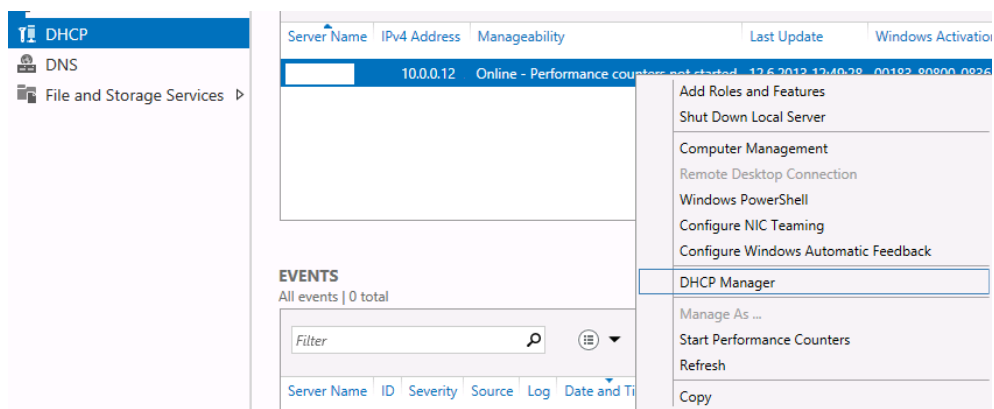 DHCP
DNS
File and Storage Services
Server Name IPv4 Address Manageability Last Update Windows Activation
10.0.0.12 Online - Performance counters not started 12.6.2013 12:49:28 00183-80800-0836
Add Roles and Features
Shut Down Local Server
Computer Management
Remote Desktop Connection
Windows PowerShell
Configure NIC Teaming
Configure Windows Automatic Feedback
DHCP Manager
Manage As ...
Start Performance Counters
Refresh
Copy
EVENTS
All events | 0 total
Filter
Server Name ID Severity Source Log Date and Ti